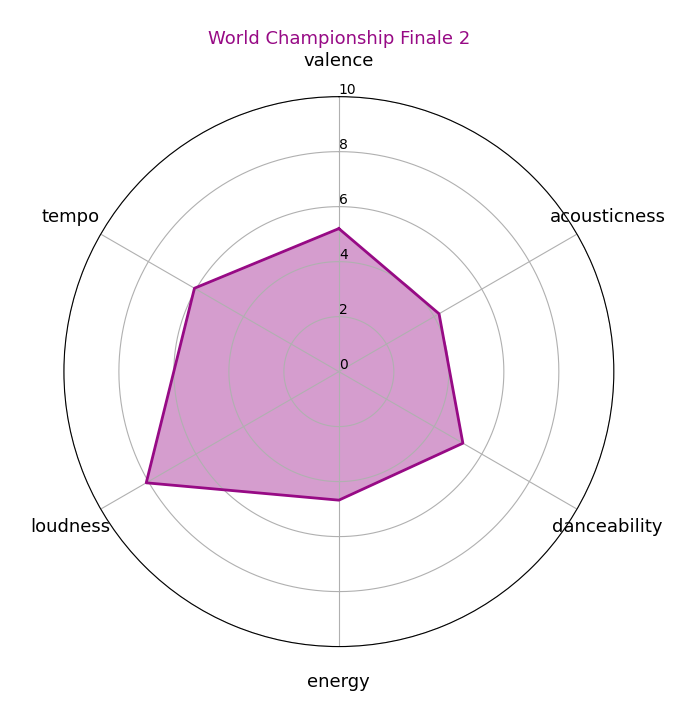 World Championship Finale 2
valence
10
8
6
4
2
0
tempo
acousticness
loudness
danceability
energy